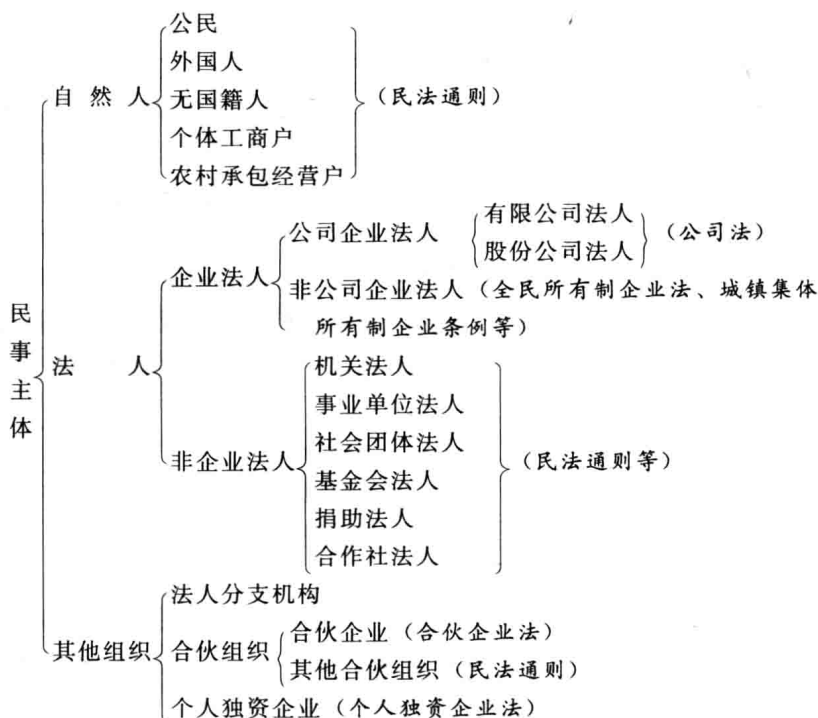 公民
外国人
自然人 无国籍人 (民法通则)
个体工商户
农村承包经营户
有限公司法人
公司企业法人 (公司法)
股份公司法人
企业法人
非公司企业法人 (全民所有制企业法、城镇集体
所有制企业条例等)
民事主体
法人
机关法人
事业单位法人
社会团体法人
非企业法人 (民法通则等)
基金会法人
捐助法人
合作社法人
法人分支机构
合伙企业 (合伙企业法)
其他组织 合伙组织
其他合伙组织 (民法通则)
个人独资企业 (个人独资企业法)